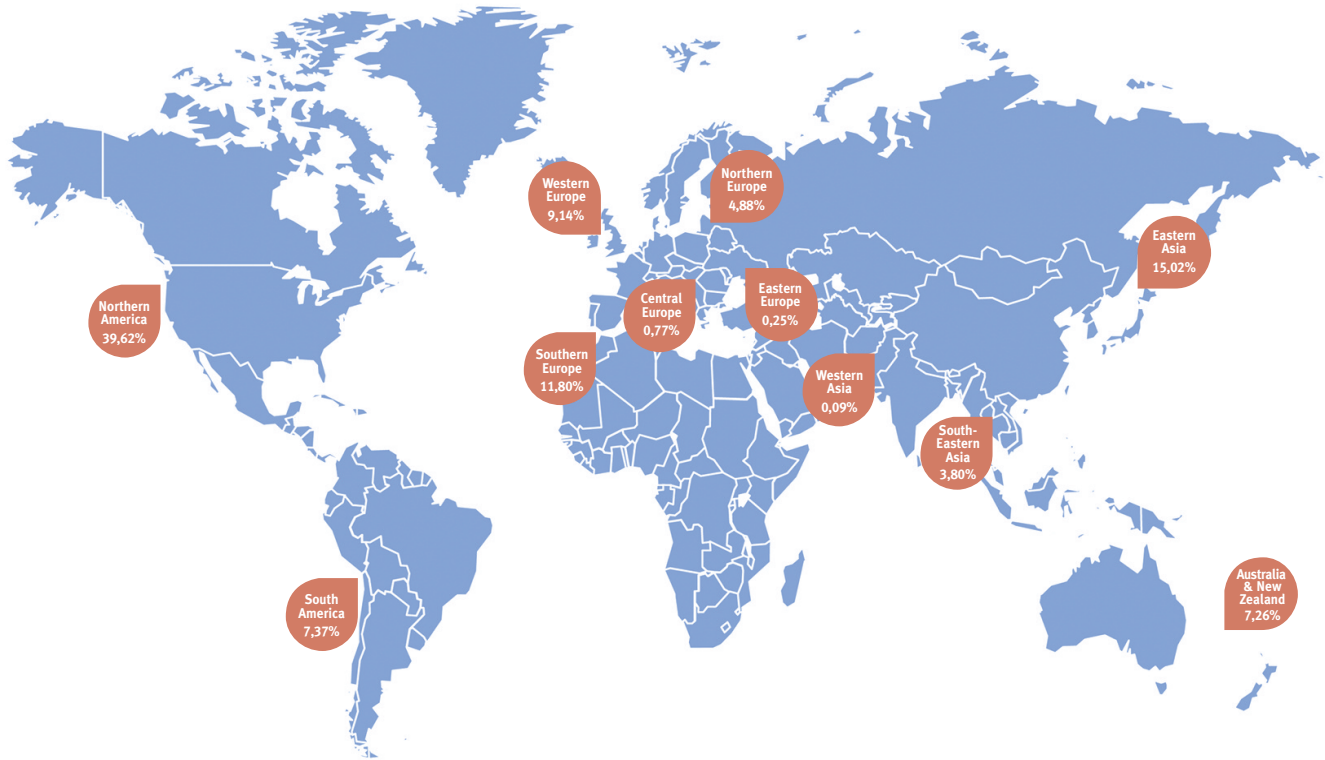 Western
Europe
9,14%
Northern
Europe
4,88%
Eastern
Asia
15,02%
Northern
America
39,62%
Central
Europe
0,77%
Eastern
Europe
0,25%
Southern
Europe
11,80%
Western
Asia
0,09%
South-
Eastern
Asia
3,80%
South
America
7,37%
Australia
& New
Zealand
7,26%